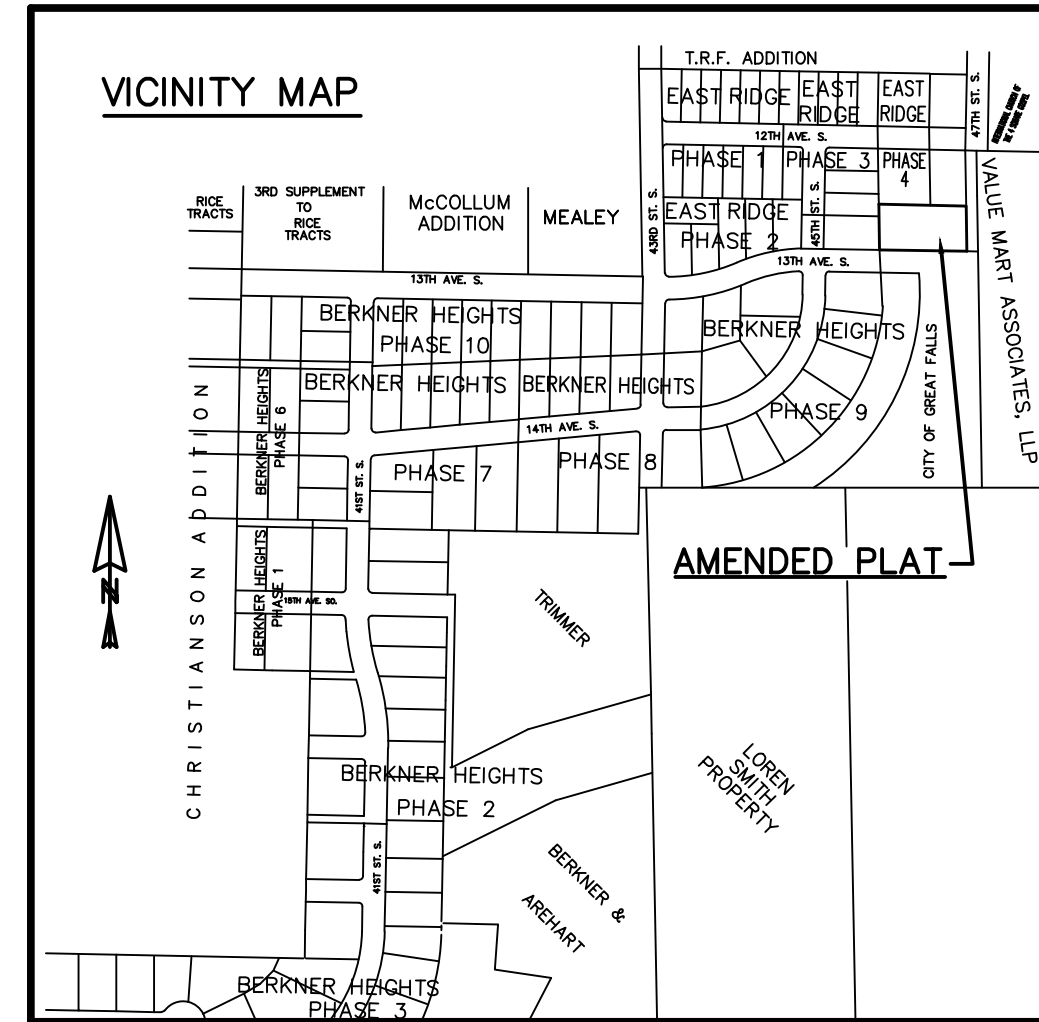 VICINITY MAP
T.R.F. ADDITION
EAST RIDGE
EAST
RIDGE
EAST
RIDGE
47TH ST. S.
12TH AVE. S.
PHASE 1
PHASE 3
PHASE
4
RICE
TRACTS
3RD SUPPLEMENT
TO
RICE
TRACTS
McCOLLUM
ADDITION
MEALEY
43RD ST. S.
EAST RIDGE
PHASE 2
45TH ST. S.
13TH AVE. S.
13TH AVE. S.
VALUE MART ASSOCIATES, LLP
BERKNER HEIGHTS
PHASE 10
BERKNER HEIGHTS
PHASE 9
CITY OF GREAT FALLS
BERKNER HEIGHTS
BERKNER HEIGHTS
14TH AVE. S.
PHASE 7
PHASE 8
BERKNER HEIGHTS
PHASE 6
41ST ST. S.
CHRISTIANSON ADDITION
N
AMENDED PLAT
BERKNER HEIGHTS
PHASE 1
15TH AVE. SO.
TRIMMER
LOREN
SMITH
PROPERTY
BERKNER HEIGHTS
PHASE 2
41ST ST. S.
BERKNER &
AREHART
BERKNER HEIGHTS
PHASE 3